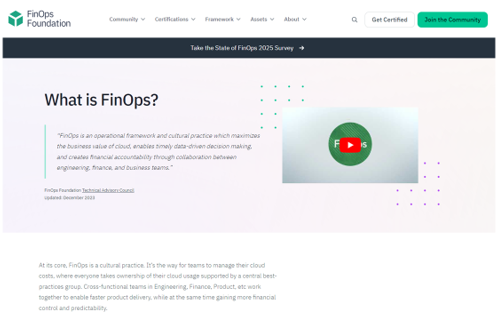 FinOps
Foundation
Community
Certifications
Framework
Assets
About
Get Certified
Join the Community
Take the State of FinOps 2025 Survey →
What is FinOps?
"FinOps is an operational framework and cultural practice which maximizes
the business value of cloud, enables timely data-driven decision making,
and creates financial accountability through collaboration between
engineering, finance, and business teams."
FinOps Foundation Technical Advisory Council
Updated: December 2023
At its core, FinOps is a cultural practice. It's the way for teams to manage their cloud
costs, where everyone takes ownership of their cloud usage supported by a central best-
practices group. Cross-functional teams in Engineering, Finance, Product, etc work
together to enable faster product delivery, while at the same time gaining more financial
control and predictability.